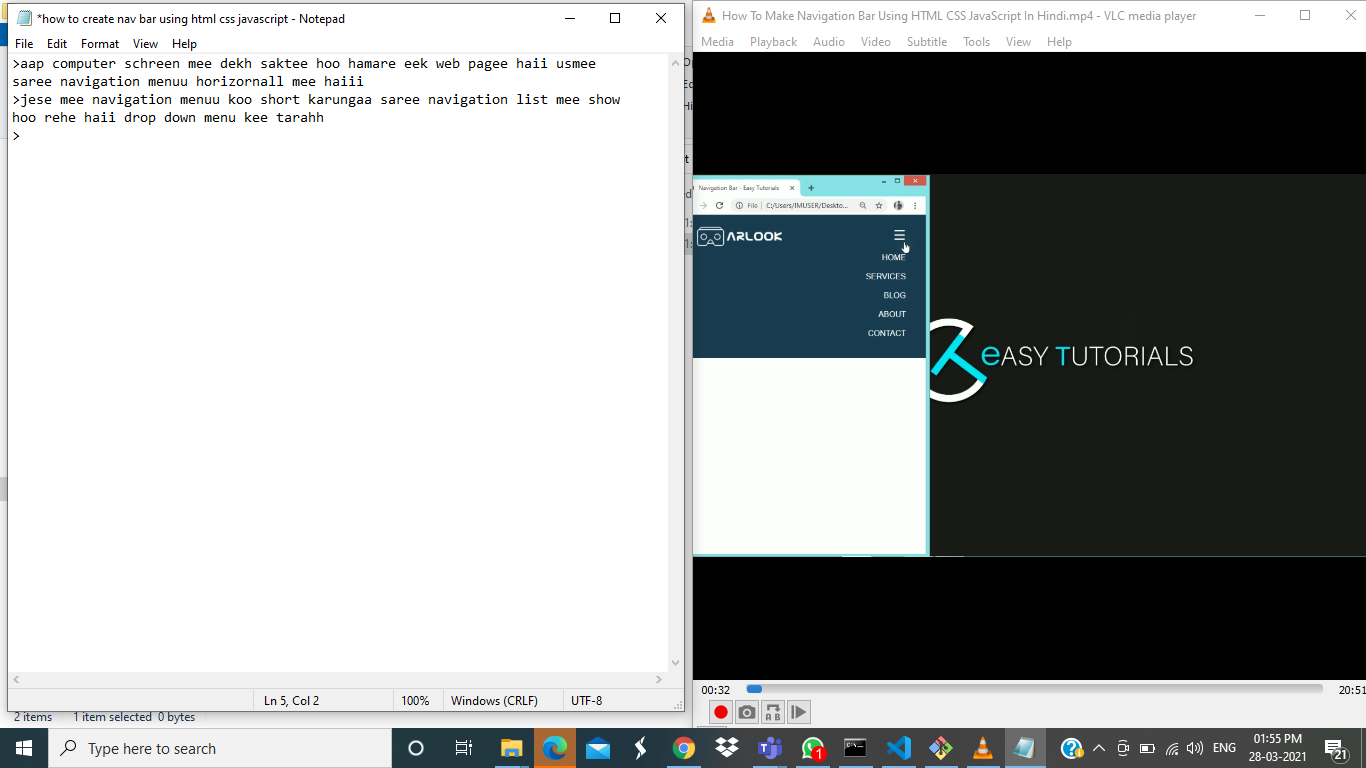 *how to create nav bar using html css javascript - Notepad
File Edit Format View Help
>aap computer schreen mee dekh saktee hoo hamare eek web pagee haii usmee
saree navigation menuu horizornall mee haiii
>jese mee navigation menuu koo short karungaa saree navigation list mee show
hoo rehe haii drop down menu kee tarahh
>
Ln 5, Col 2 100% Windows (CRLF) UTF-8
2 items 1 item selected 0 bytes
How To Make Navigation Bar Using HTML CSS JavaScript In Hindi.mp4 - VLC media player
Media Playback Audio Video Subtitle Tools View Help
Navigation Bar - Easy Tutorials
File C:/Users/IMUSER/Deskto...
ARLOOK
HOME
SERVICES
BLOG
ABOUT
CONTACT
eASY TUTORIALS
00:32 20:51
Type here to search
1
ENG
01:55 PM
28-03-2021
21